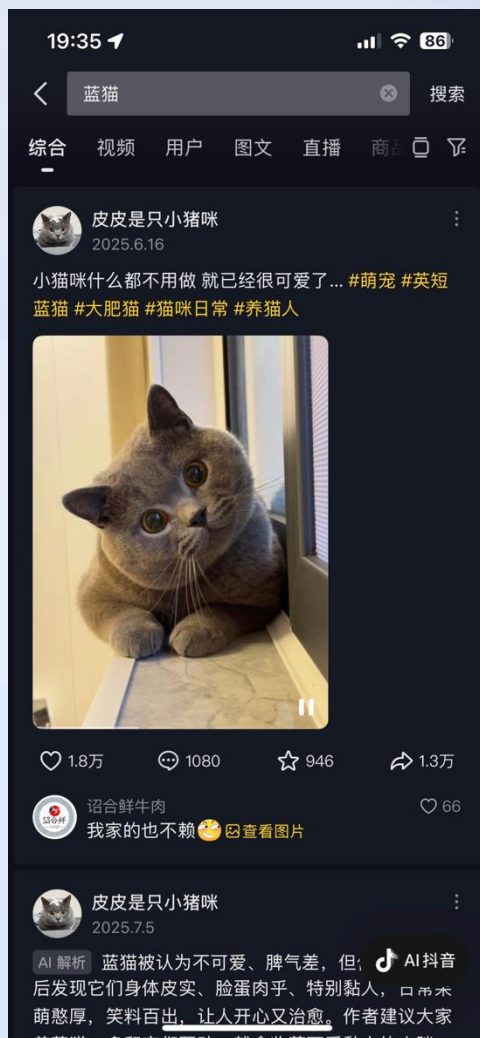 19:35
86
蓝猫
搜索
综合 视频 用户 图文 直播 商品
皮皮是只小猪咪
2025.6.16
小猫咪什么都不用做 就已经很可爱了... #萌宠 #英短
蓝猫 #大肥猫 #猫咪日常 #养猫人
1.8万 1080 946 1.3万
诏合鲜牛肉
66
我家的也不赖 查看图片
皮皮是只小猪咪
2025.7.5
AI 解析 蓝猫被认为不可爱、脾气差,但
AI抖音
后发现它们身体皮实、脸蛋肉乎、特别黏人,日常呆
萌憨厚,笑料百出,让人开心又治愈。作者建议大家